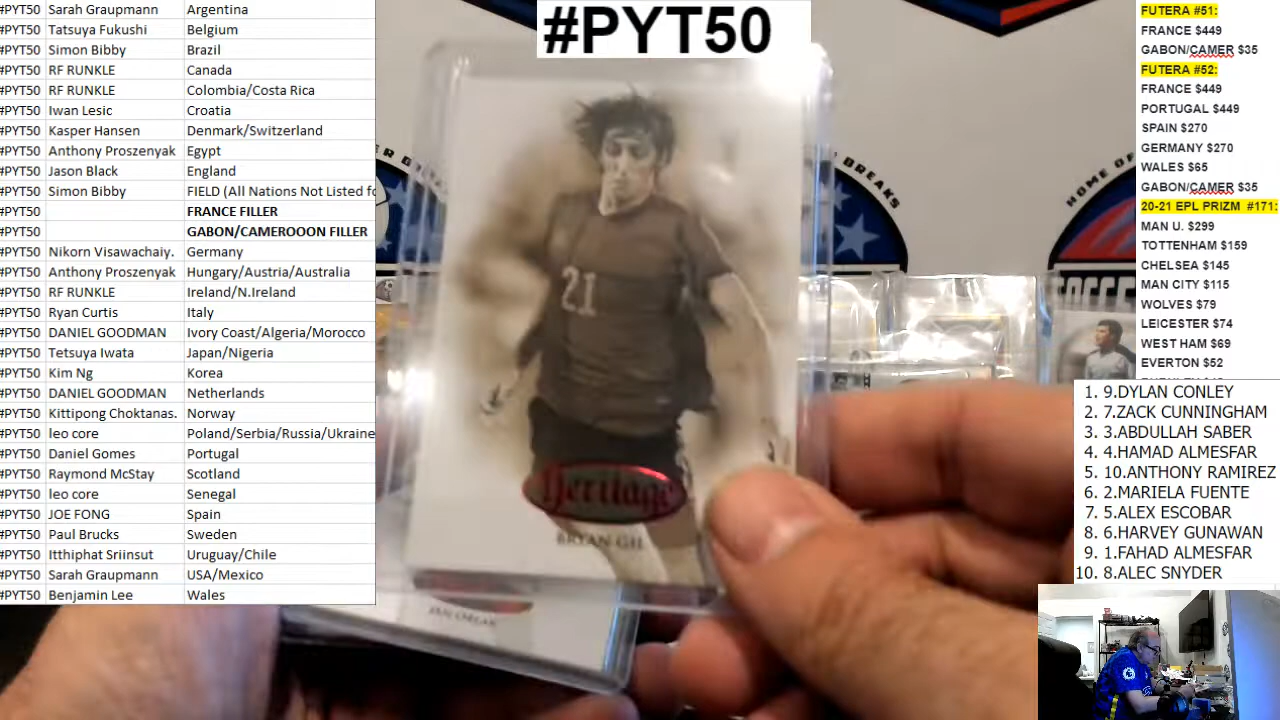 #PYT50 Sarah Graupmann Argentina
#PYT50 Tatsuya Fukushi Belgium
#PYT50 Simon Bibby Brazil
#PYT50 RF RUNKLE Canada
#PYT50 RF RUNKLE Colombia/Costa Rica
#PYT50 Iwan Lesic Croatia
#PYT50 Kasper Hansen Denmark/Switzerland
#PYT50 Anthony Proszenyak Egypt
#PYT50 Jason Black England
#PYT50 Simon Bibby FIELD (All Nations Not Listed fo
#PYT50 FRANCE FILLER
#PYT50 GABON/CAMEROOON FILLER
#PYT50 Nikorn Visawachaiy. Germany
#PYT50 Anthony Proszenyak Hungary/Austria/Australia
#PYT50 RF RUNKLE Ireland/N.Ireland
#PYT50 Ryan Curtis Italy
#PYT50 DANIEL GOODMAN Ivory Coast/Algeria/Morocco
#PYT50 Tetsuya Iwata Japan/Nigeria
#PYT50 Kim Ng Korea
#PYT50 DANIEL GOODMAN Netherlands
#PYT50 Kittipong Choktanas. Norway
#PYT50 leo core Poland/Serbia/Russia/Ukraine
#PYT50 Daniel Gomes Portugal
#PYT50 Raymond McStay Scotland
#PYT50 leo core Senegal
#PYT50 JOE FONG Spain
#PYT50 Paul Brucks Sweden
#PYT50 Itthiphat Sriinsut Uruguay/Chile
#PYT50 Sarah Graupmann USA/Mexico
#PYT50 Benjamin Lee Wales
#PYT50
21
Heritage
BRYAN GIL
BREAKS
HOME OF
FUTERA #51:
FRANCE $449
GABON/CAMER $35
FUTERA #52:
FRANCE $449
PORTUGAL $449
SPAIN $270
GERMANY $270
WALES $65
GABON/CAMER $35
20-21 EPL PRIZM #171:
MAN U. $299
TOTTENHAM $159
CHELSEA $145
MAN CITY $115
WOLVES $79
LEICESTER $74
WEST HAM $69
EVERTON $52
1. 9.DYLAN CONLEY
2. 7.ZACK CUNNINGHAM
3. 3.ABDULLAH SABER
4. 4.HAMAD ALMESFAR
5. 10.ANTHONY RAMIREZ
6. 2.MARIELA FUENTE
7. 5.ALEX ESCOBAR
8. 6.HARVEY GUNAWAN
9. 1.FAHAD ALMESFAR
10. 8.ALEC SNYDER